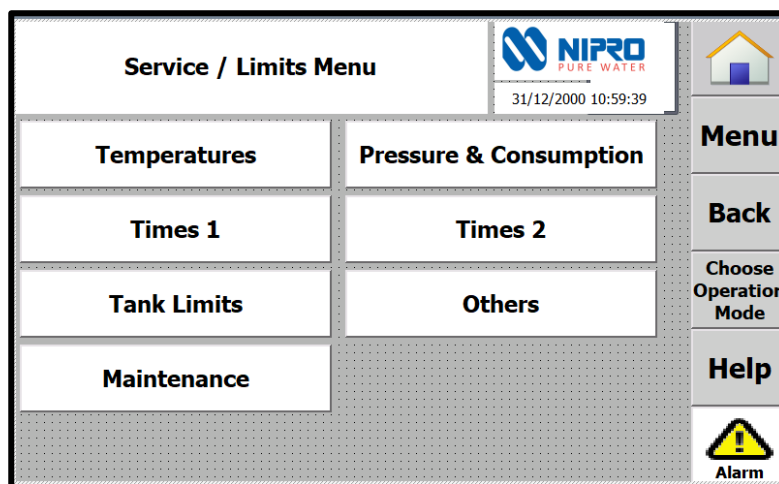 Service / Limits Menu
NIPRO
PURE WATER
31/12/2000 10:59:39
Temperatures
Pressure & Consumption
Times 1
Times 2
Tank Limits
Others
Maintenance
Menu
Back
Choose
Operation
Mode
Help
Alarm